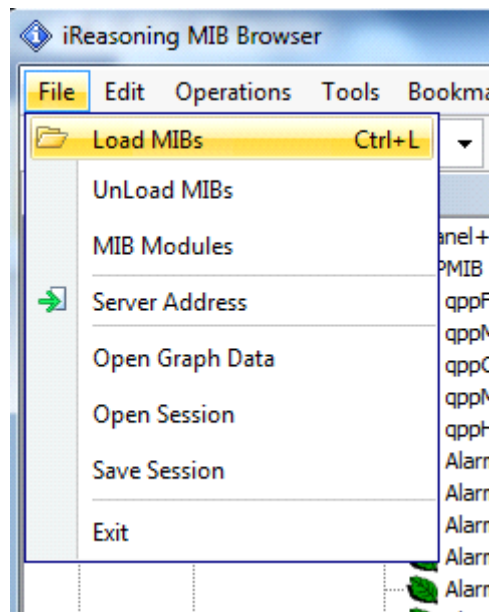 iReasoning MIB Browser
File Edit Operations Tools
Load MIBs Ctrl+L
UnLoad MIBs
MIB Modules
Server Address
Open Graph Data
Open Session
Save Session
Exit